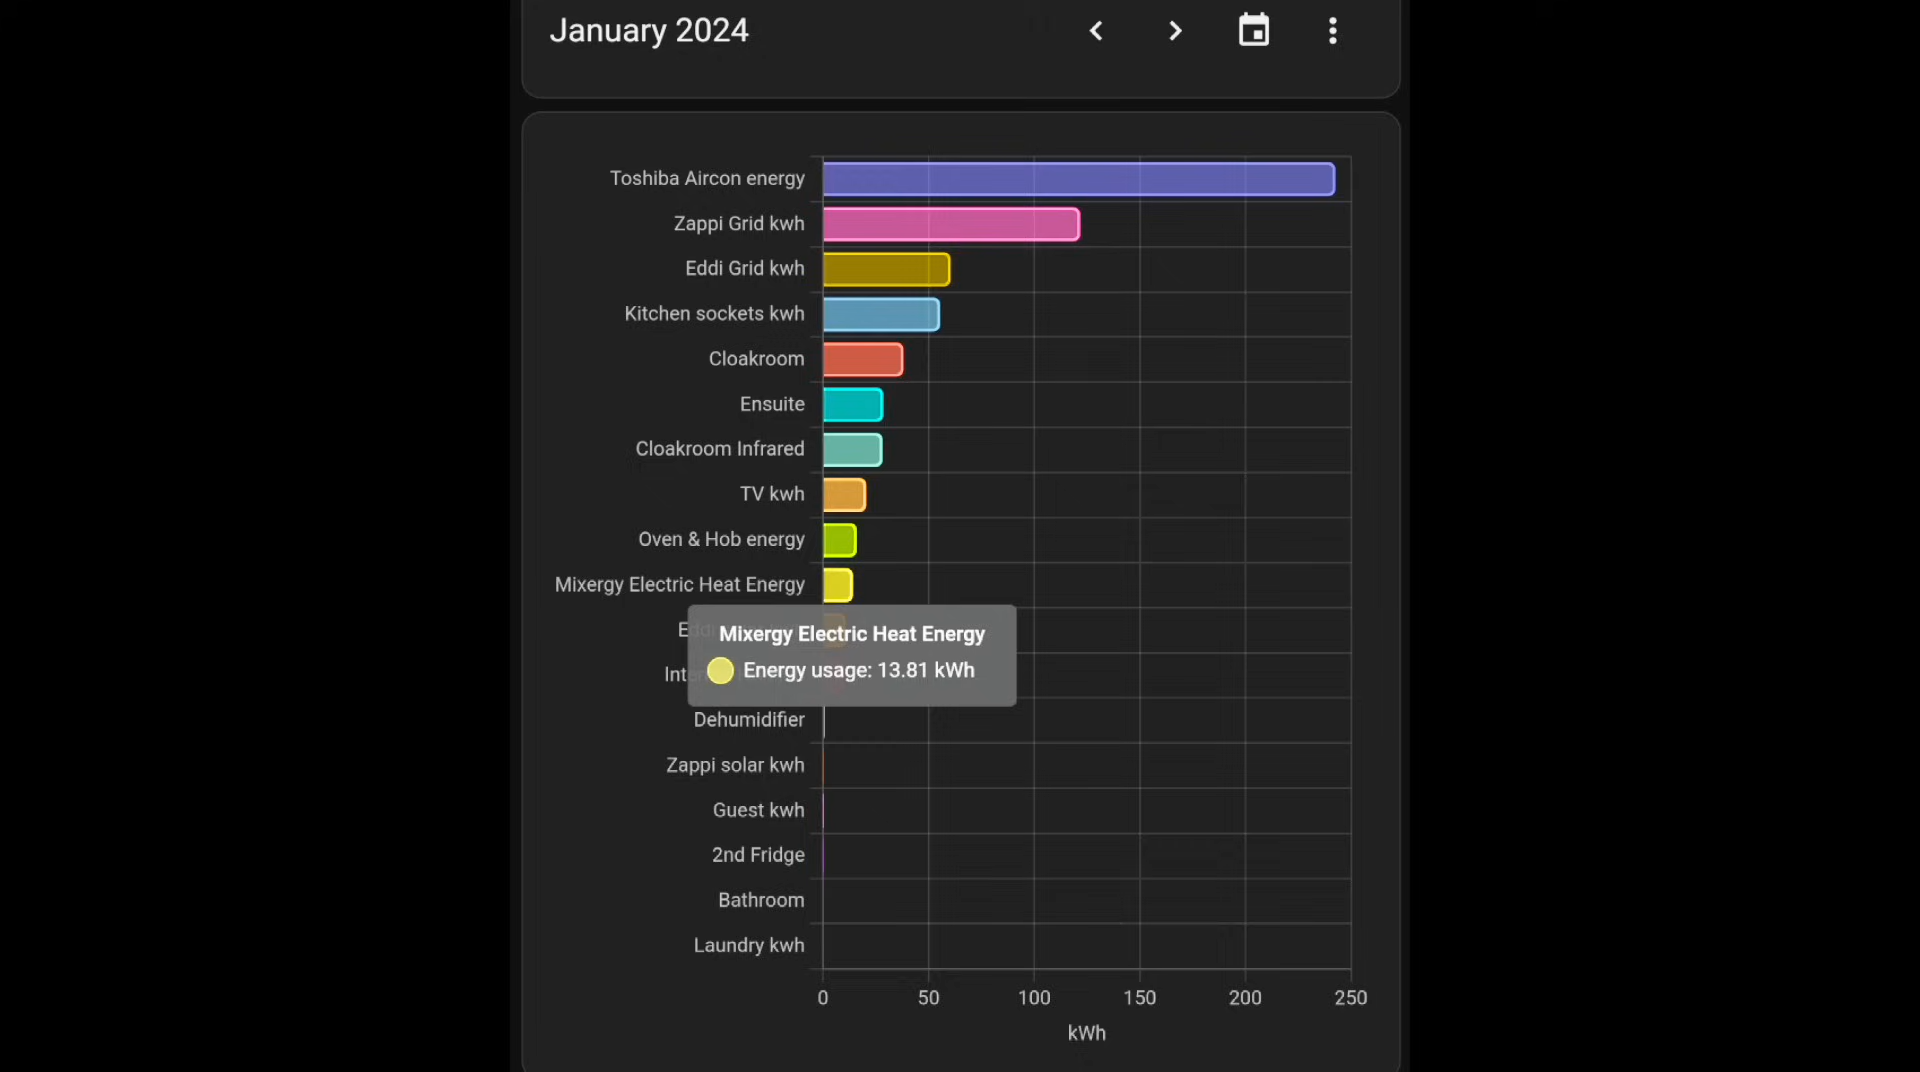 January 2024
Toshiba Aircon energy
Zappi Grid kwh
Eddi Grid kwh
Kitchen sockets kwh
Cloakroom
Ensuite
Cloakroom Infrared
TV kwh
Oven & Hob energy
Mixergy Electric Heat Energy
Mixergy Electric Heat Energy
Energy usage: 13.81 kWh
Dehumidifier
Zappi solar kwh
Guest kwh
2nd Fridge
Bathroom
Laundry kwh
0 50 100 150 200 250
kWh